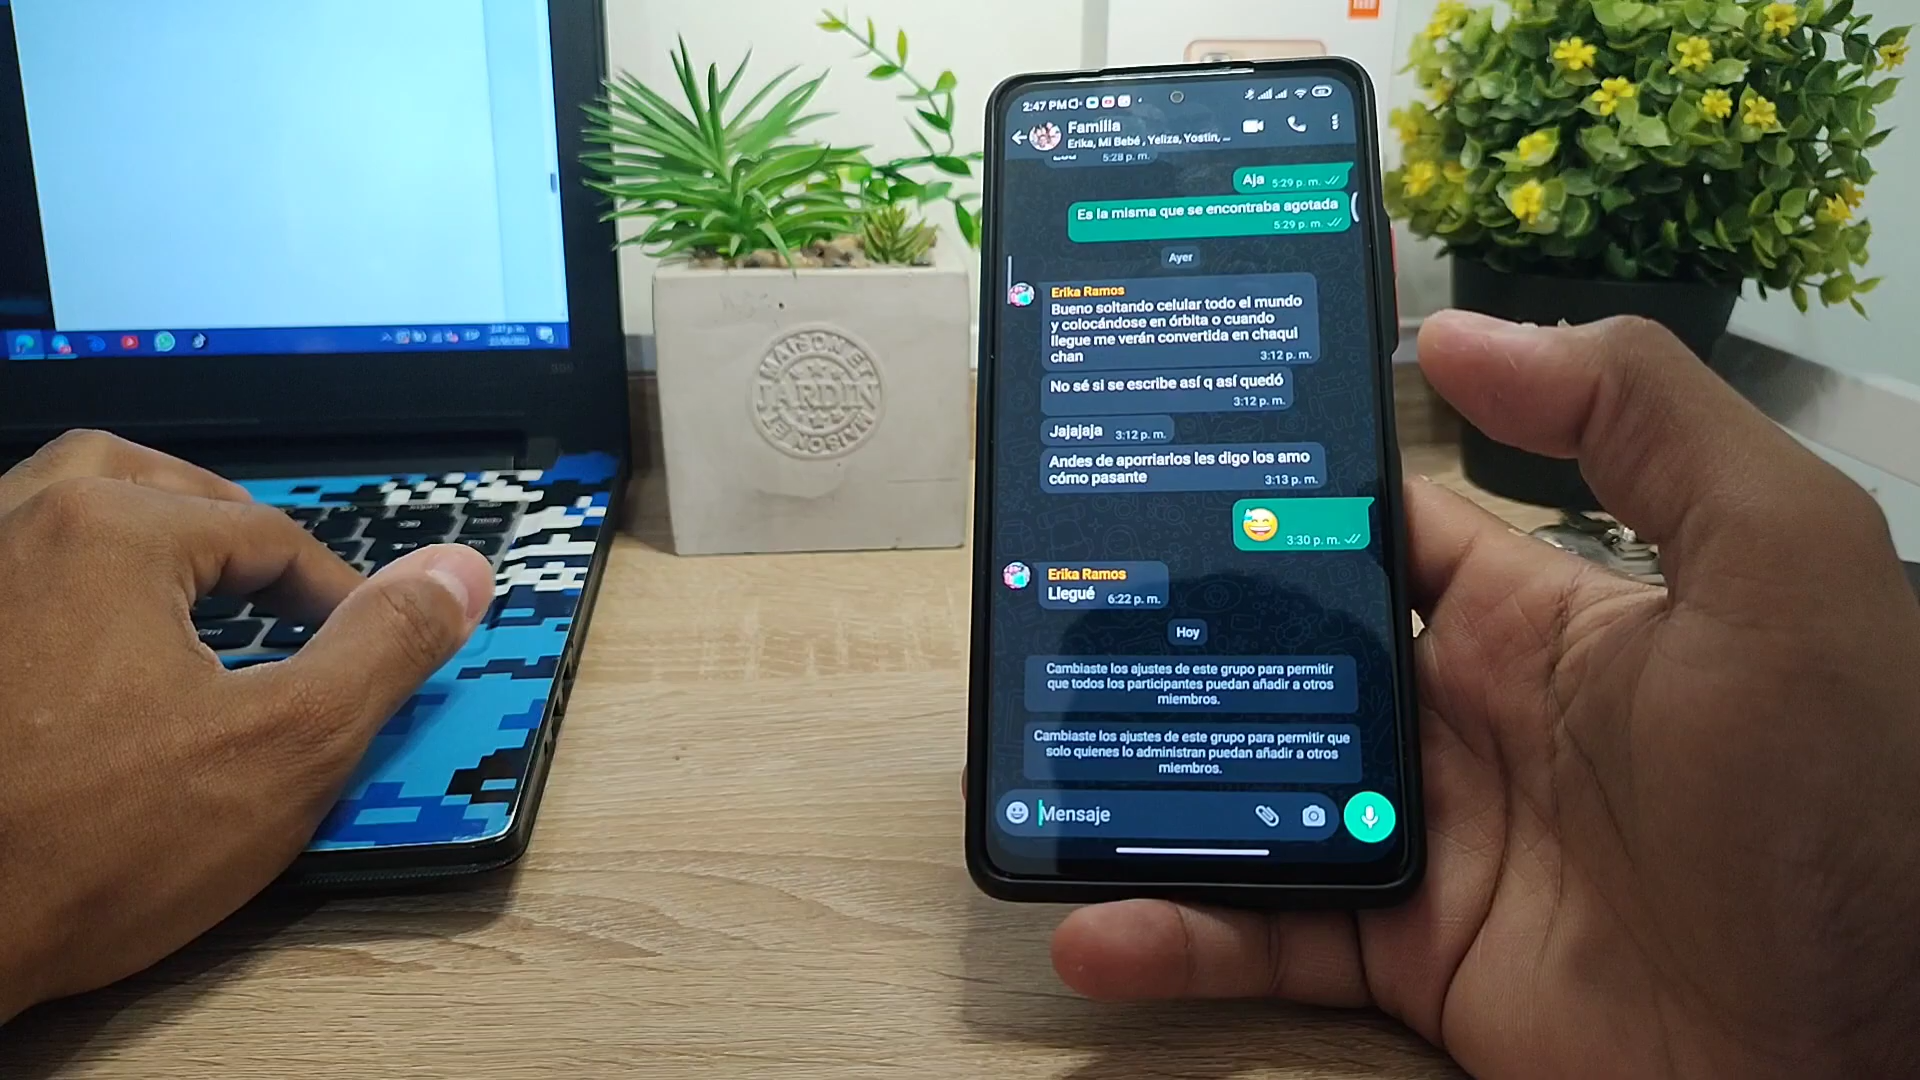 2:47 PM
Familia
Erika, Mi Bebé , Yeliza, Yostin, ...
5:28 p. m.
Aja 5:29 p. m.
Es la misma que se encontraba agotada
5:29 p. m.
Ayer
Erika Ramos
Bueno soltando celular todo el mundo
y colocándose en órbita o cuando
llegue me verán convertida en chaqui
chan
3:12 p. m.
No sé si se escribe así q así quedó
3:12 p. m.
Jajajaja 3:12 p. m.
Andes de aporriarlos les digo los amo
cómo pasante
3:13 p. m.
3:30 p. m.
Erika Ramos
Llegué 6:22 p. m.
Hoy
Cambiaste los ajustes de este grupo para permitir
que todos los participantes puedan añadir a otros
miembros.
Cambiaste los ajustes de este grupo para permitir que
solo quienes lo administran puedan añadir a otros
miembros.
Mensaje
MAISON ET
JARDIN
MAISON ET